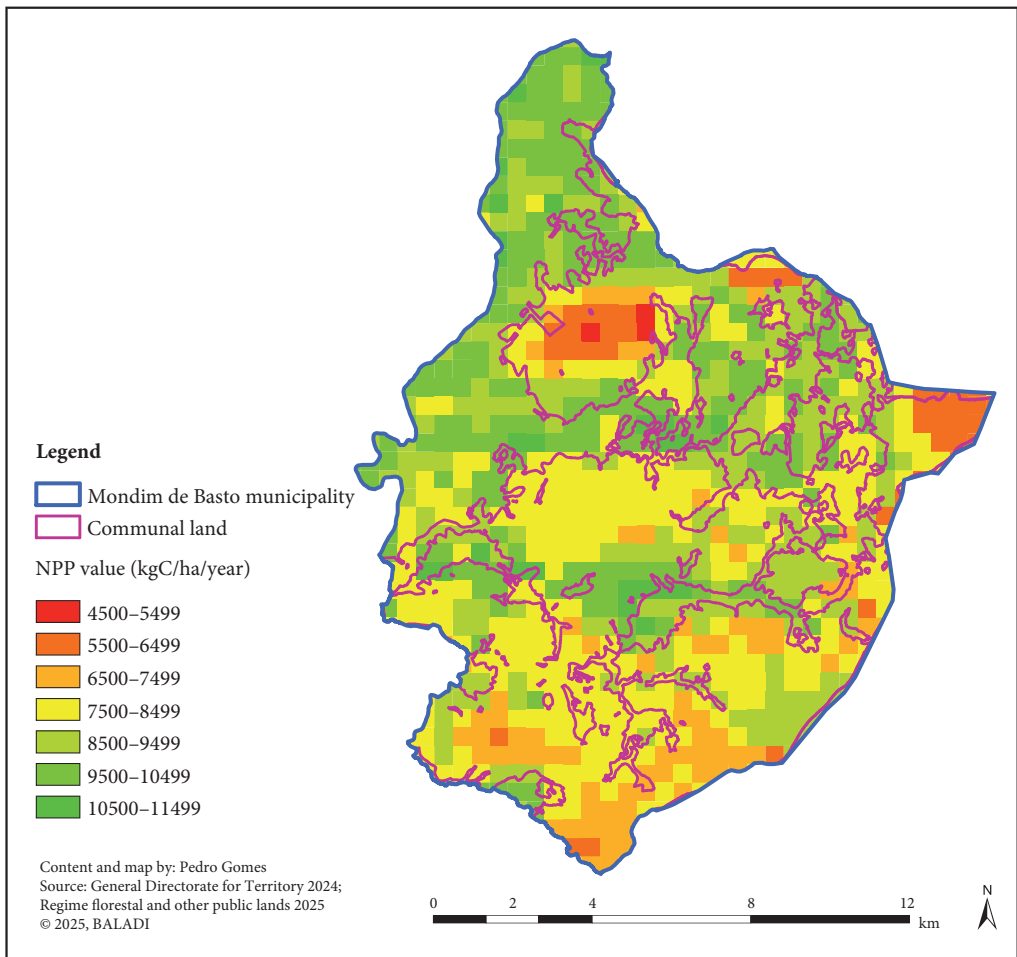 Legend
Mondim de Basto municipality
Communal land
NPP value (kgC/ha/year)
4500–5499
5500–6499
6500–7499
7500–8499
8500–9499
9500–10499
10500–11499
Content and map by: Pedro Gomes
Source: General Directorate for Territory 2024;
Regime florestal and other public lands 2025
© 2025, BALADI
0 2 4 8 12
km
N